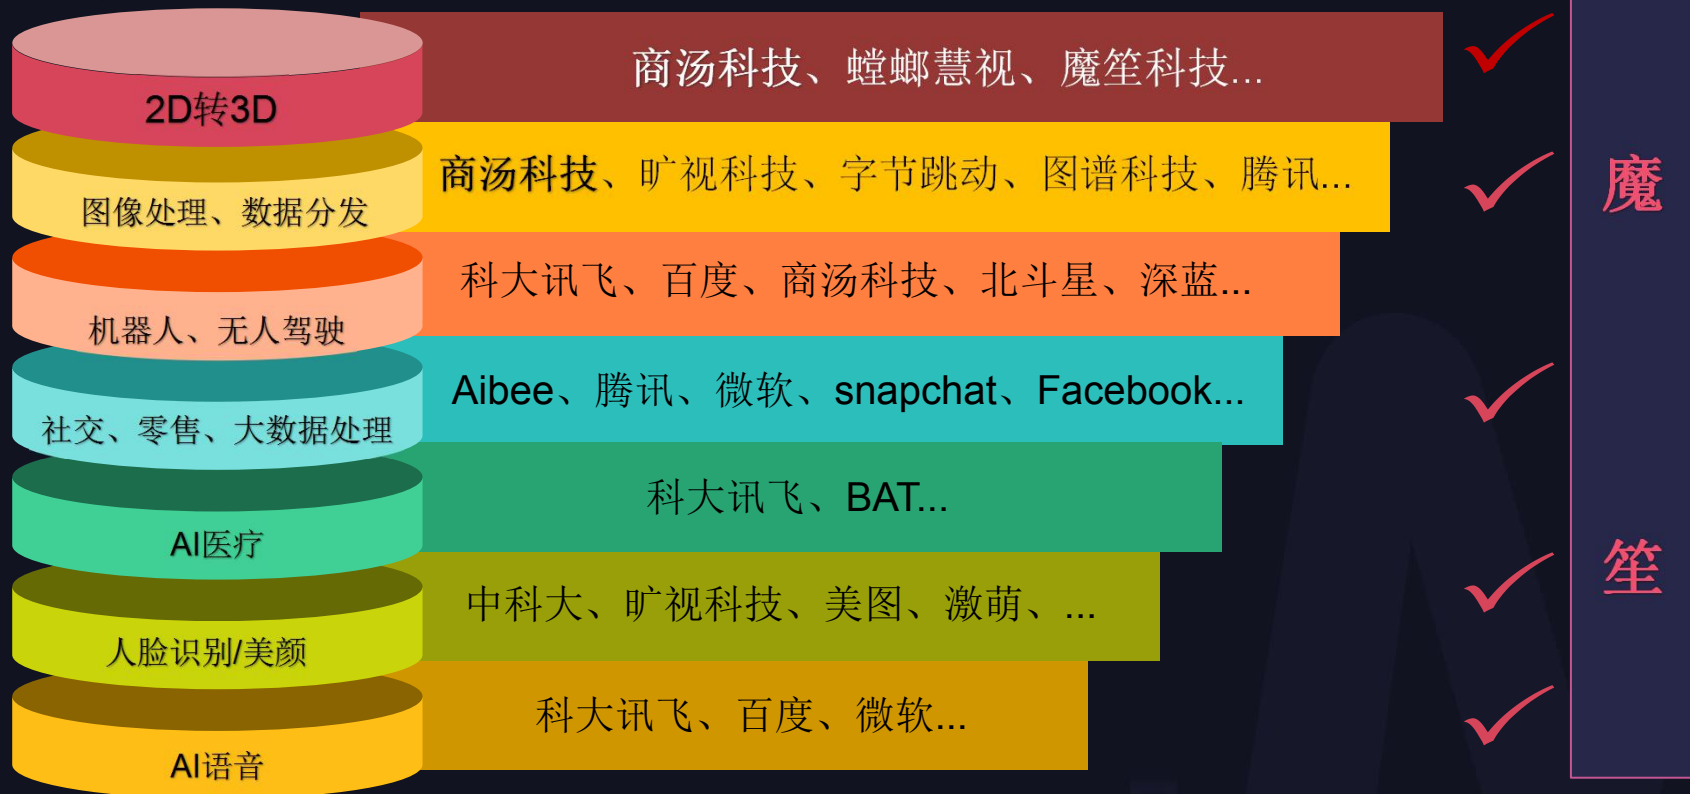 2D转3D
商汤科技、螳螂慧视、魔笙科技...
图像处理、数据分发
商汤科技、旷视科技、字节跳动、图谱科技、腾讯...
机器人、无人驾驶
科大讯飞、百度、商汤科技、北斗星、深蓝...
社交、零售、大数据处理
Aibee、腾讯、微软、snapchat、Facebook...
AI医疗
科大讯飞、BAT...
人脸识别/美颜
中科大、旷视科技、美图、激萌、...
AI语音
科大讯飞、百度、微软...
魔
笙